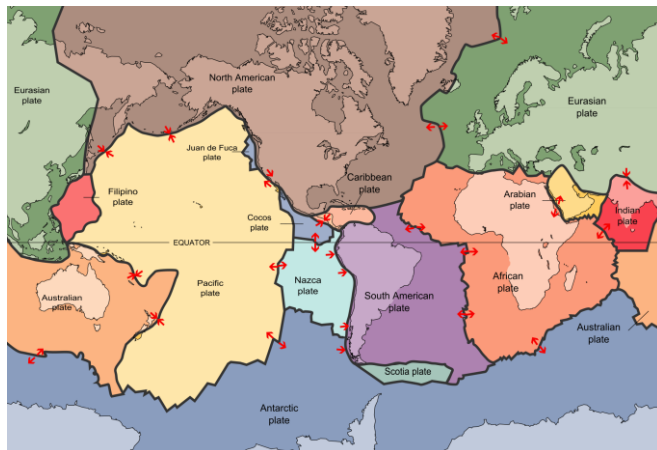 North American
plate
Eurasian
plate
Eurasian
plate
Juan de Fuca
plate
Filipino
plate
Caribbean
plate
Arabian
plate
Indian
plate
Cocos
plate
EQUATOR
Australian
plate
Pacific
plate
Nazca
plate
South American
plate
African
plate
Australian
plate
Scotia plate
Antarctic
plate